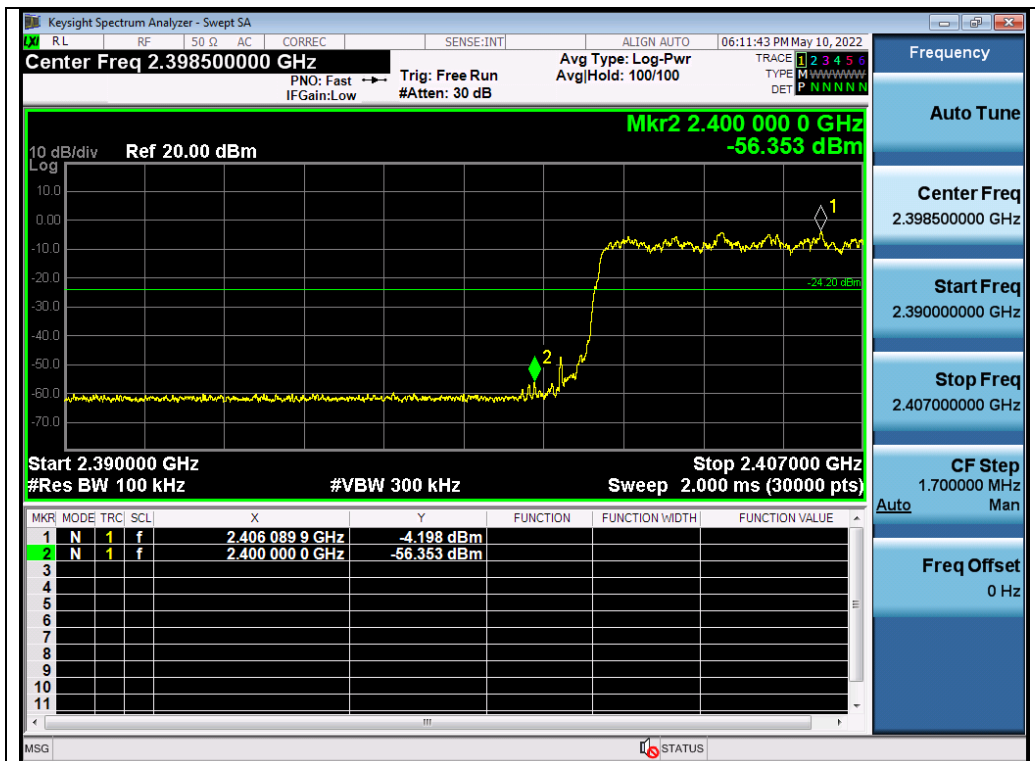 Keysight Spectrum Analyzer - Swept SA
LXI RL RF 50 Ω AC CORREC SENSE:INT ALIGN AUTO 06:11:43 PM May 10, 2022
Center Freq 2.398500000 GHz
PNO: Fast
IFGain:Low
Trig: Free Run
#Atten: 30 dB
Avg Type: Log-Pwr
Avg|Hold: 100/100
TRACE 1 2 3 4 5 6
TYPE M WWWWW
DET P N N N N N
Mkr2 2.400 000 0 GHz
-56.353 dBm
10 dB/div Ref 20.00 dBm
Log
10.0
0.00
-10.0
-20.0
-30.0
-40.0
-50.0
-60.0
-70.0
1
-24.20 dBm
2
Start 2.390000 GHz Stop 2.407000 GHz
#Res BW 100 kHz #VBW 300 kHz Sweep 2.000 ms (30000 pts)
MKR MODE TRC SCL X Y FUNCTION FUNCTION WIDTH FUNCTION VALUE
1 N 1 f 2.406 089 9 GHz -4.198 dBm
2 N 1 f 2.400 000 0 GHz -56.353 dBm
3
4
5
6
7
8
9
10
11
MSG STATUS
Frequency
Auto Tune
Center Freq
2.398500000 GHz
Start Freq
2.390000000 GHz
Stop Freq
2.407000000 GHz
CF Step
1.700000 MHz
Auto Man
Freq Offset
0 Hz